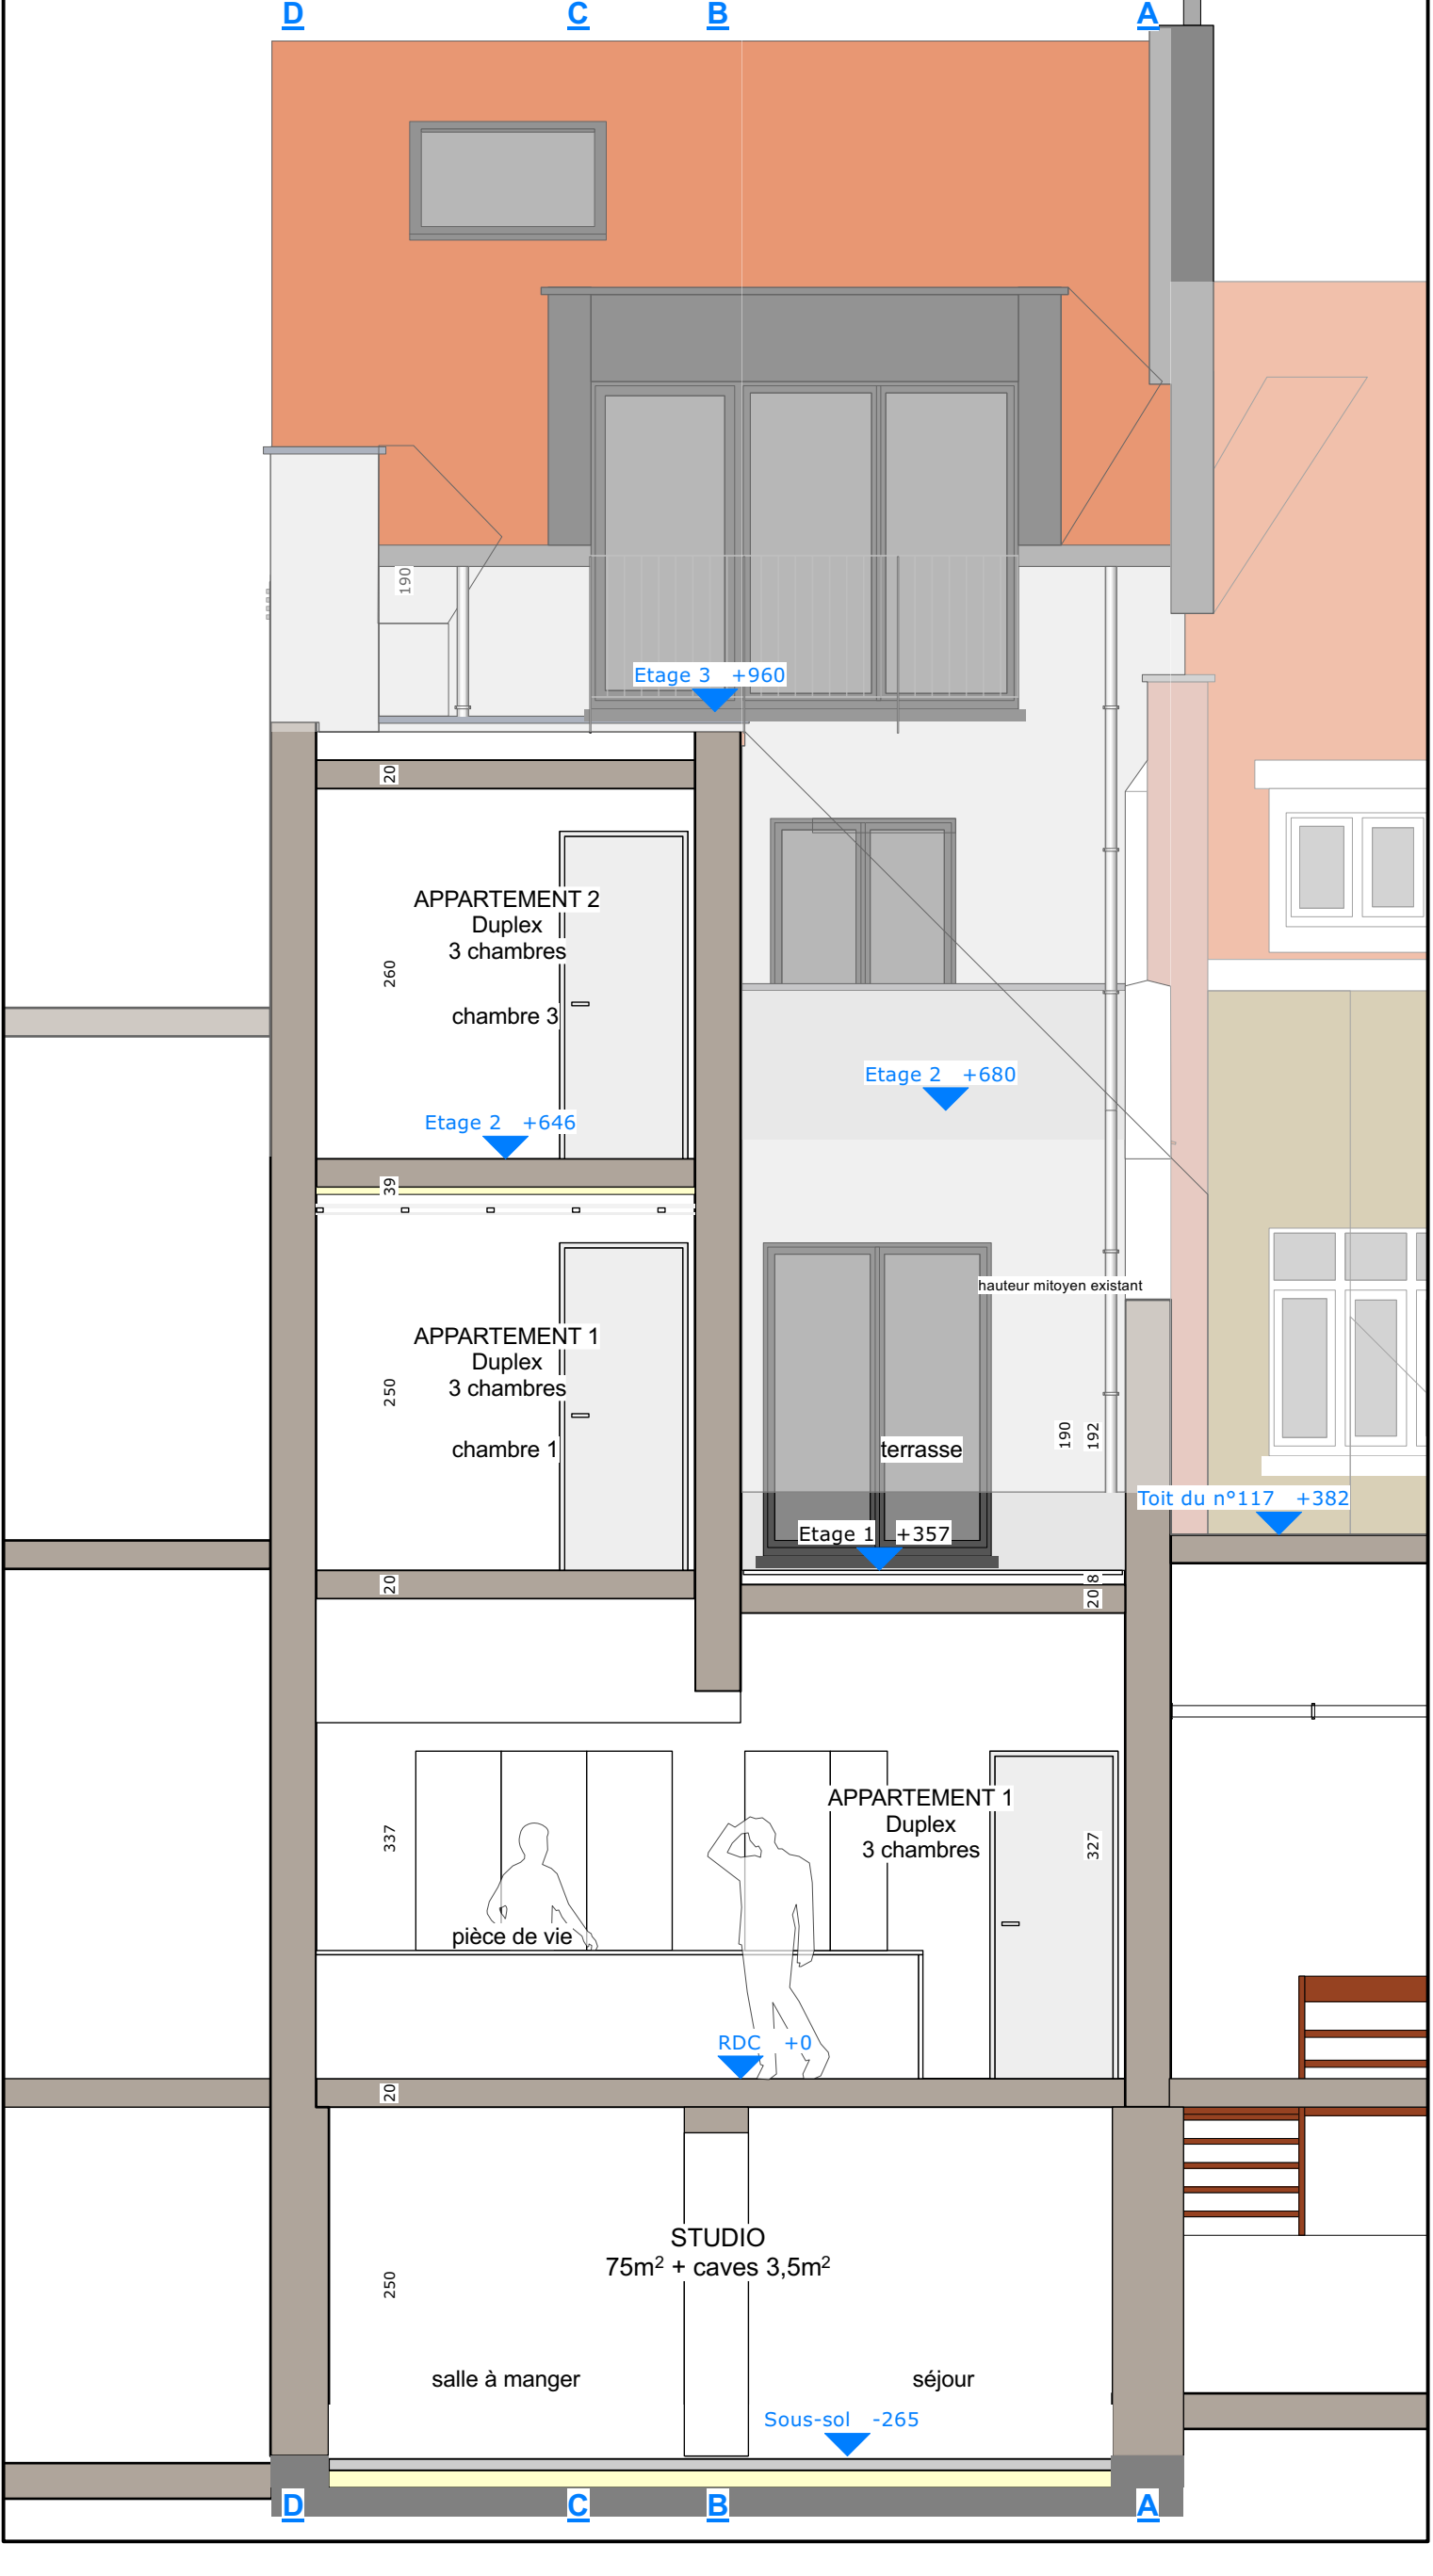 D C B A
190
Etage 3 +960
20
APPARTEMENT 2
Duplex
3 chambres
260
chambre 3
Etage 2 +680
Etage 2 +646
39
hauteur mitoyen existant
APPARTEMENT 1
Duplex
3 chambres
250
chambre 1
terrasse
190
192
Toit du n°117 +382
Etage 1 +357
20
8
20
APPARTEMENT 1
Duplex
3 chambres
337
327
pièce de vie
RDC +0
20
STUDIO
75m² + caves 3,5m²
250
salle à manger
séjour
Sous-sol -265
D C B A